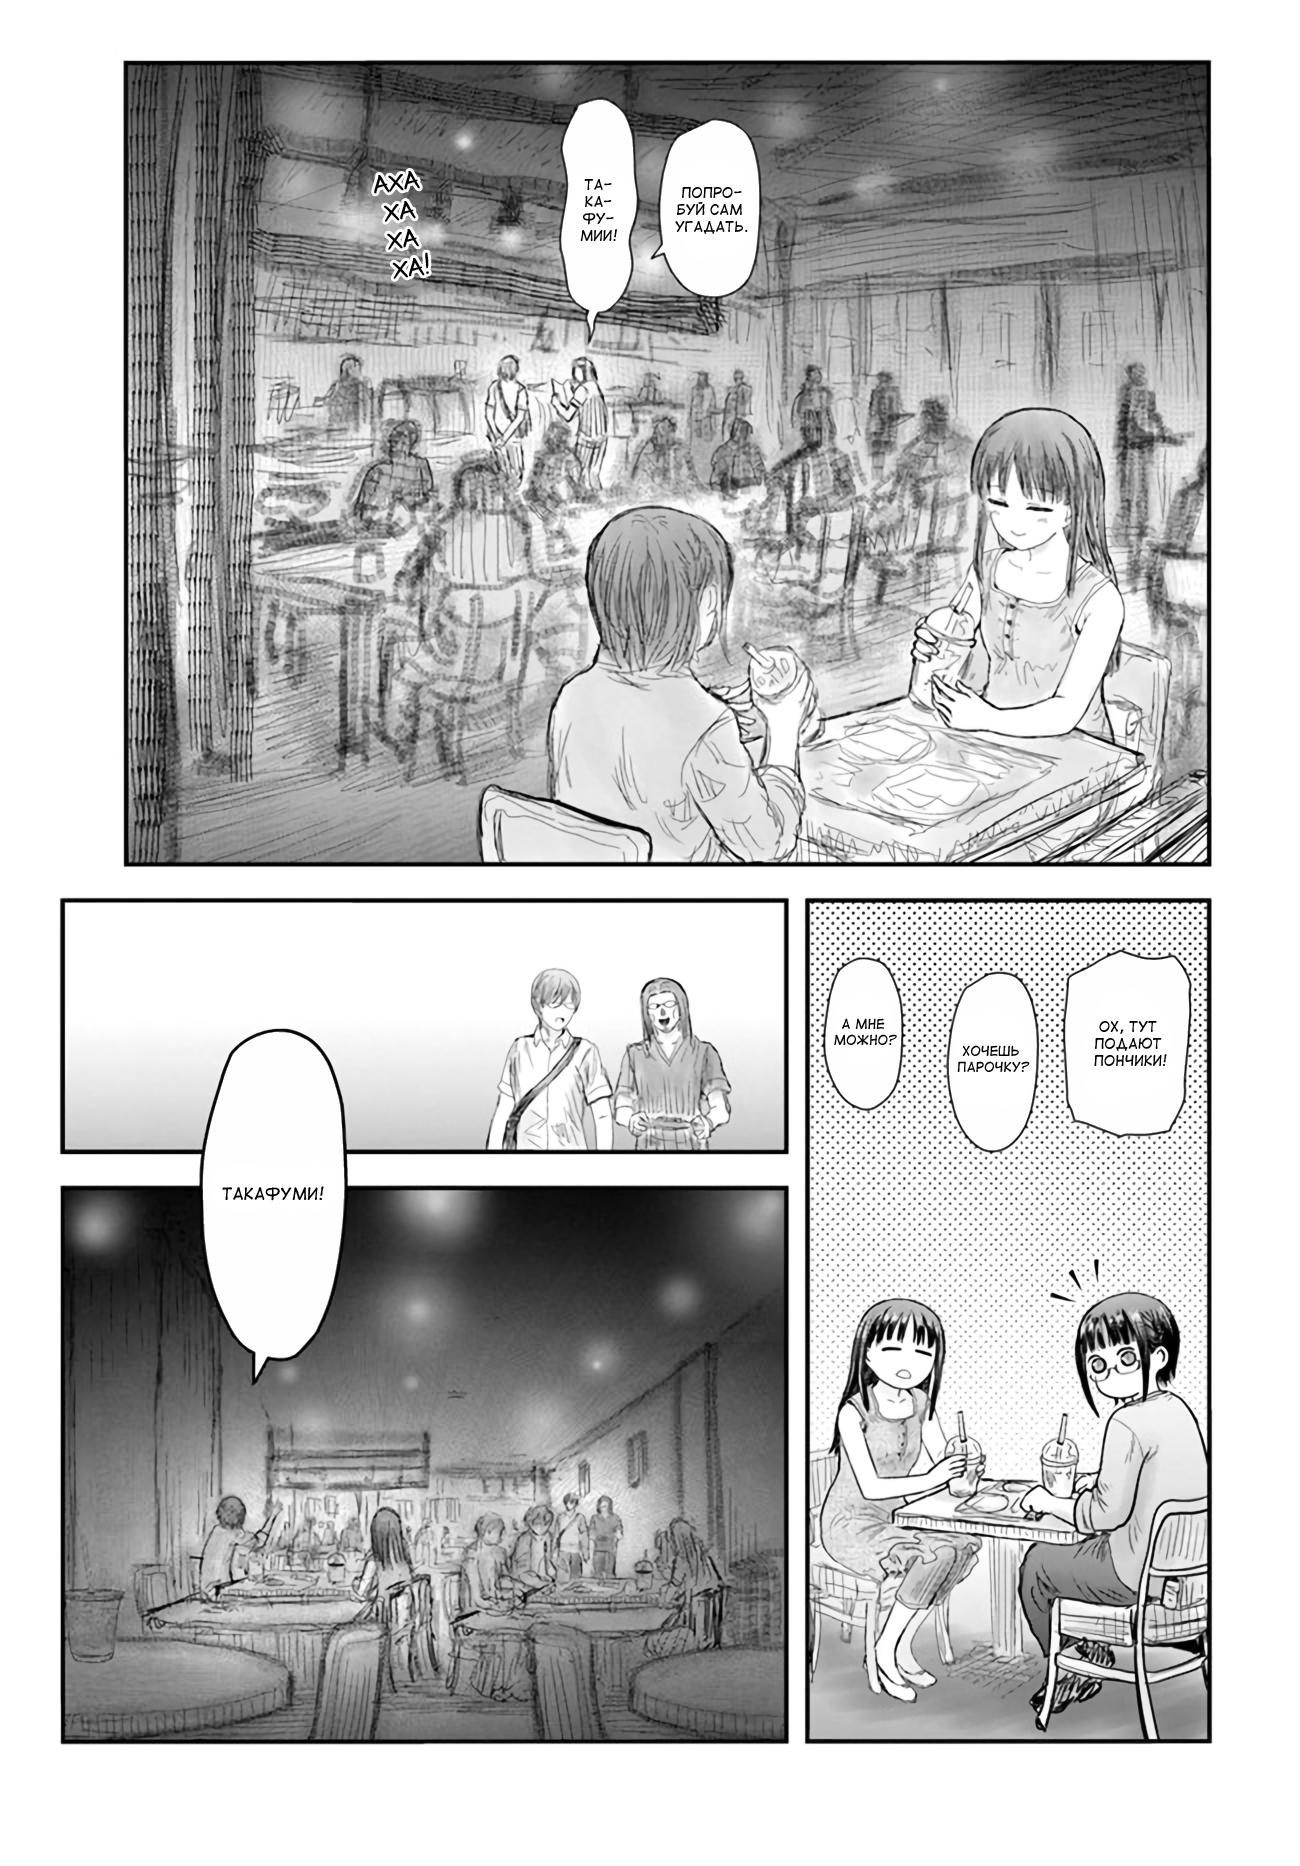 ПОПРО-
БУЙ САМ
УГАДАТЬ.
ТА-
КА-
ФУ-
МИИ!
АХА
ХА
ХА
ХА!
ОХ, ТУТ
ПОДАЮТ
ПОНЧИКИ!
ХОЧЕШЬ
ПАРОЧКУ?
А МНЕ
МОЖНО?
ТАКАФУМИ!